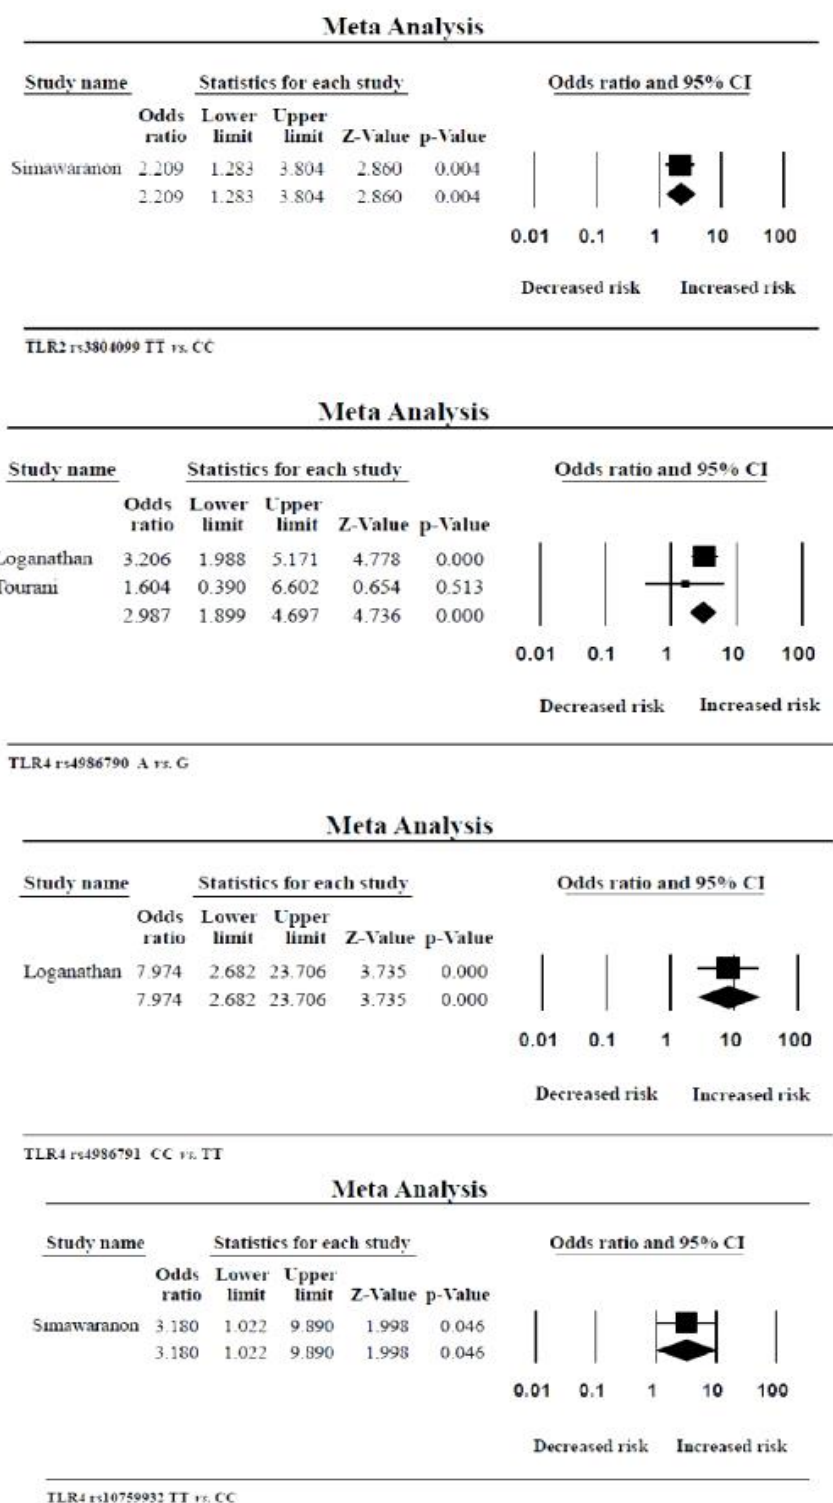 Meta Analysis
Study name Statistics for each study Odds ratio and 95% CI
Odds Lower Upper
ratio limit limit Z-Value p-Value
Simawaranon 2.209 1.283 3.804 2.860 0.004
2.209 1.283 3.804 2.860 0.004
0.01 0.1 1 10 100
Decreased risk Increased risk
TLR2 rs3804099 TT vs. CC
Meta Analysis
Study name Statistics for each study Odds ratio and 95% CI
Odds Lower Upper
ratio limit limit Z-Value p-Value
Loganathan 3.206 1.988 5.171 4.778 0.000
Tourani 1.604 0.390 6.602 0.654 0.513
2.987 1.899 4.697 4.736 0.000
0.01 0.1 1 10 100
Decreased risk Increased risk
TLR4 rs4986790 A vs. G
Meta Analysis
Study name Statistics for each study Odds ratio and 95% CI
Odds Lower Upper
ratio limit limit Z-Value p-Value
Loganathan 7.974 2.682 23.706 3.735 0.000
7.974 2.682 23.706 3.735 0.000
0.01 0.1 1 10 100
Decreased risk Increased risk
TLR4 rs4986791 CC vs. TT
Meta Analysis
Study name Statistics for each study Odds ratio and 95% CI
Odds Lower Upper
ratio limit limit Z-Value p-Value
Simawaranon 3.180 1.022 9.890 1.998 0.046
3.180 1.022 9.890 1.998 0.046
0.01 0.1 1 10 100
Decreased risk Increased risk
TLR4 rs10759932 TT vs. CC